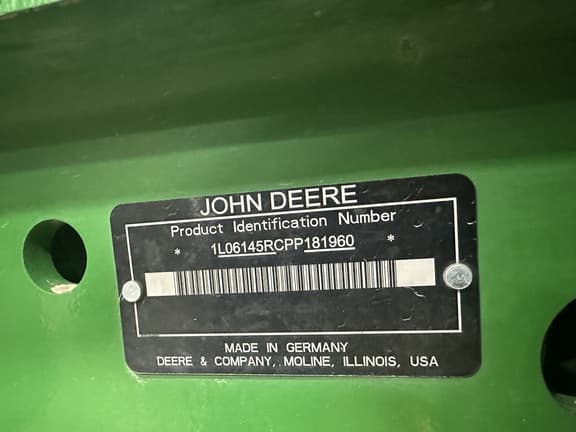 JOHN DEERE
Product Identification Number
* 1L06145RCPP181960 *
MADE IN GERMANY
DEERE & COMPANY, MOLINE, ILLINOIS, USA